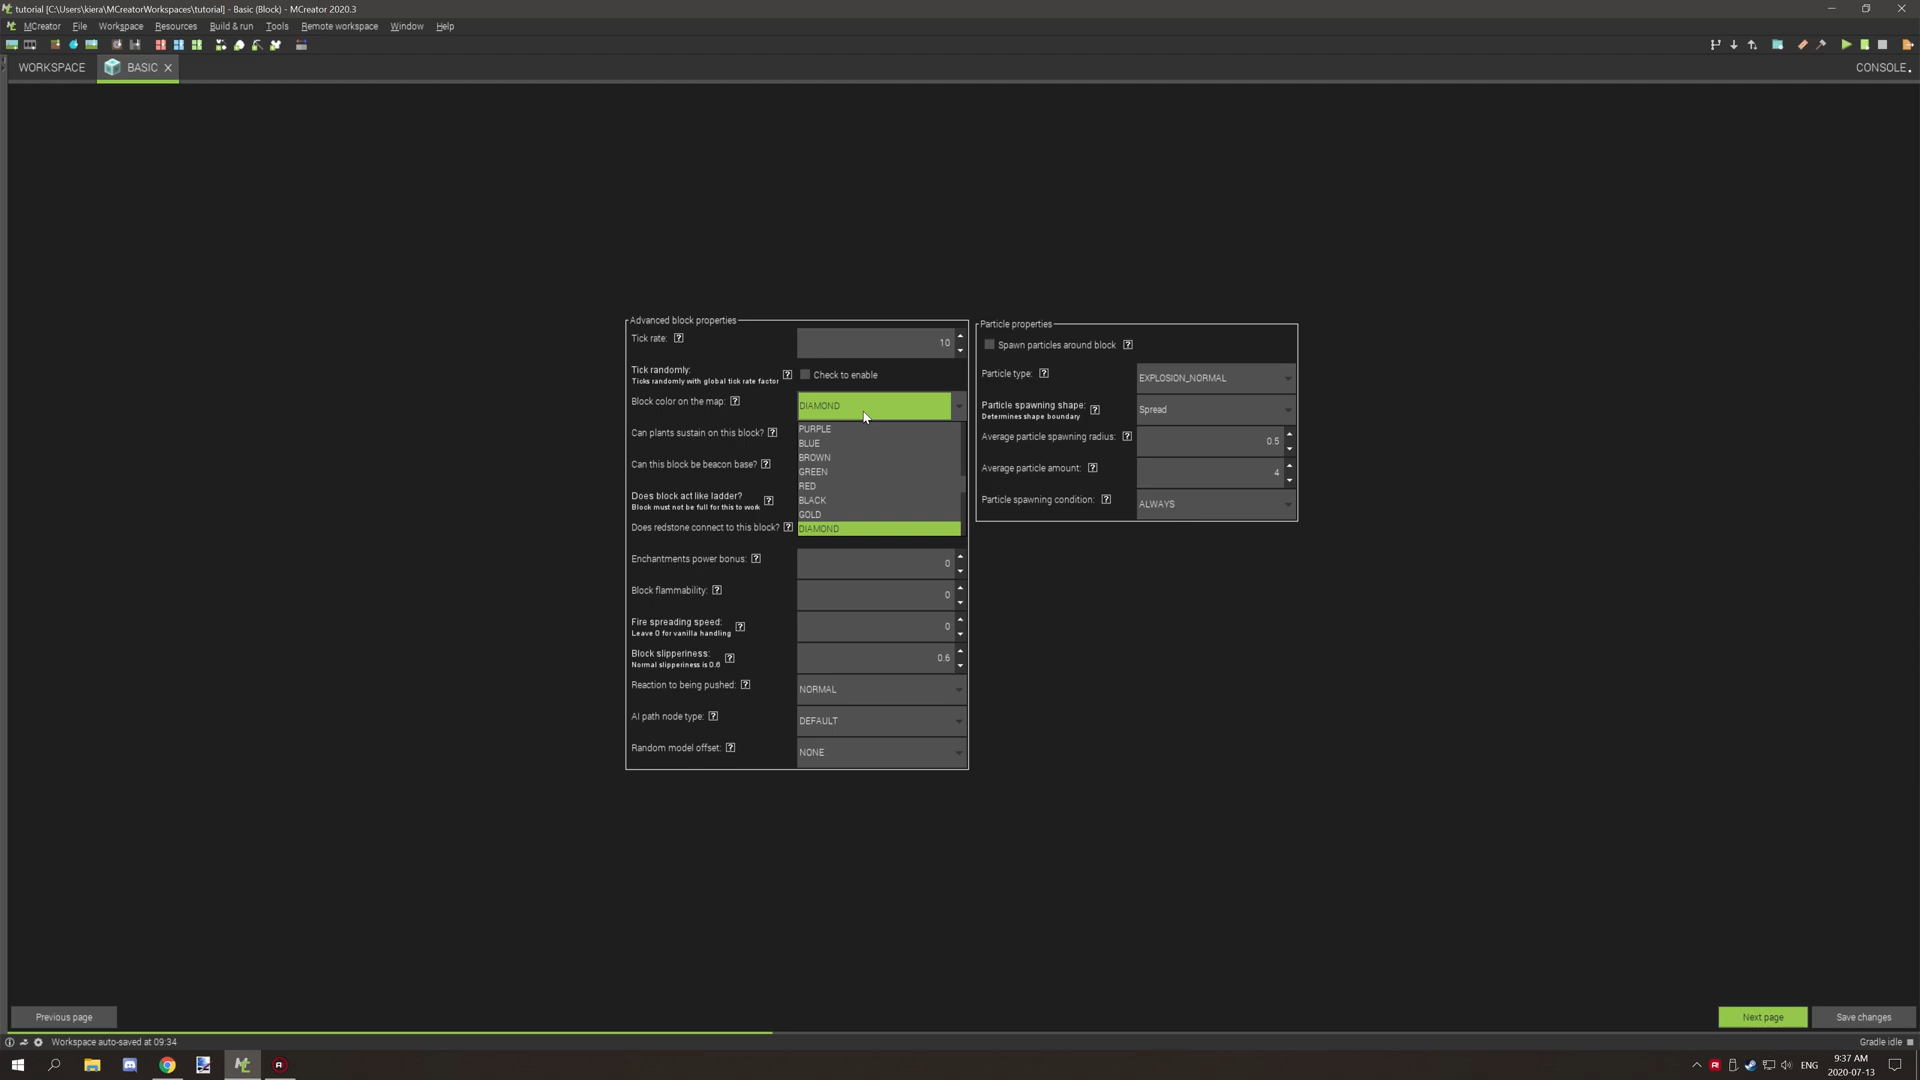 tutorial [C:\Users\kiera\MCreatorWorkspaces\tutorial] - Basic (Block) - MCreator 2020.3
MCreator File Workspace Resources Build & run Tools Remote workspace Window Help
WORKSPACE BASIC CONSOLE
Advanced block properties
Tick rate: ? 10
Tick randomly:
Ticks randomly with global tick rate factor ? Check to enable
Block color on the map: ? DIAMOND
PURPLE
Can plants sustain on this block? ?
BLUE
BROWN
Can this block be beacon base? ?
GREEN
RED
Does block act like ladder?
Block must not be full for this to work ?
BLACK
GOLD
Does redstone connect to this block? ?
DIAMOND
Enchantments power bonus: ? 0
Block flammability: ? 0
Fire spreading speed:
Leave 0 for vanilla handling ? 0
Block slipperiness:
Normal slipperiness is 0.6 ? 0.6
Reaction to being pushed: ? NORMAL
AI path node type: ? DEFAULT
Random model offset: ? NONE
Particle properties
Spawn particles around block ?
Particle type: ? EXPLOSION_NORMAL
Particle spawning shape:
Determines shape boundary ? Spread
Average particle spawning radius: ? 0.5
Average particle amount: ? 4
Particle spawning condition: ? ALWAYS
Previous page Next page Save changes
Workspace auto-saved at 09:34 Gradle idle
ENG 9:37 AM
2020-07-13